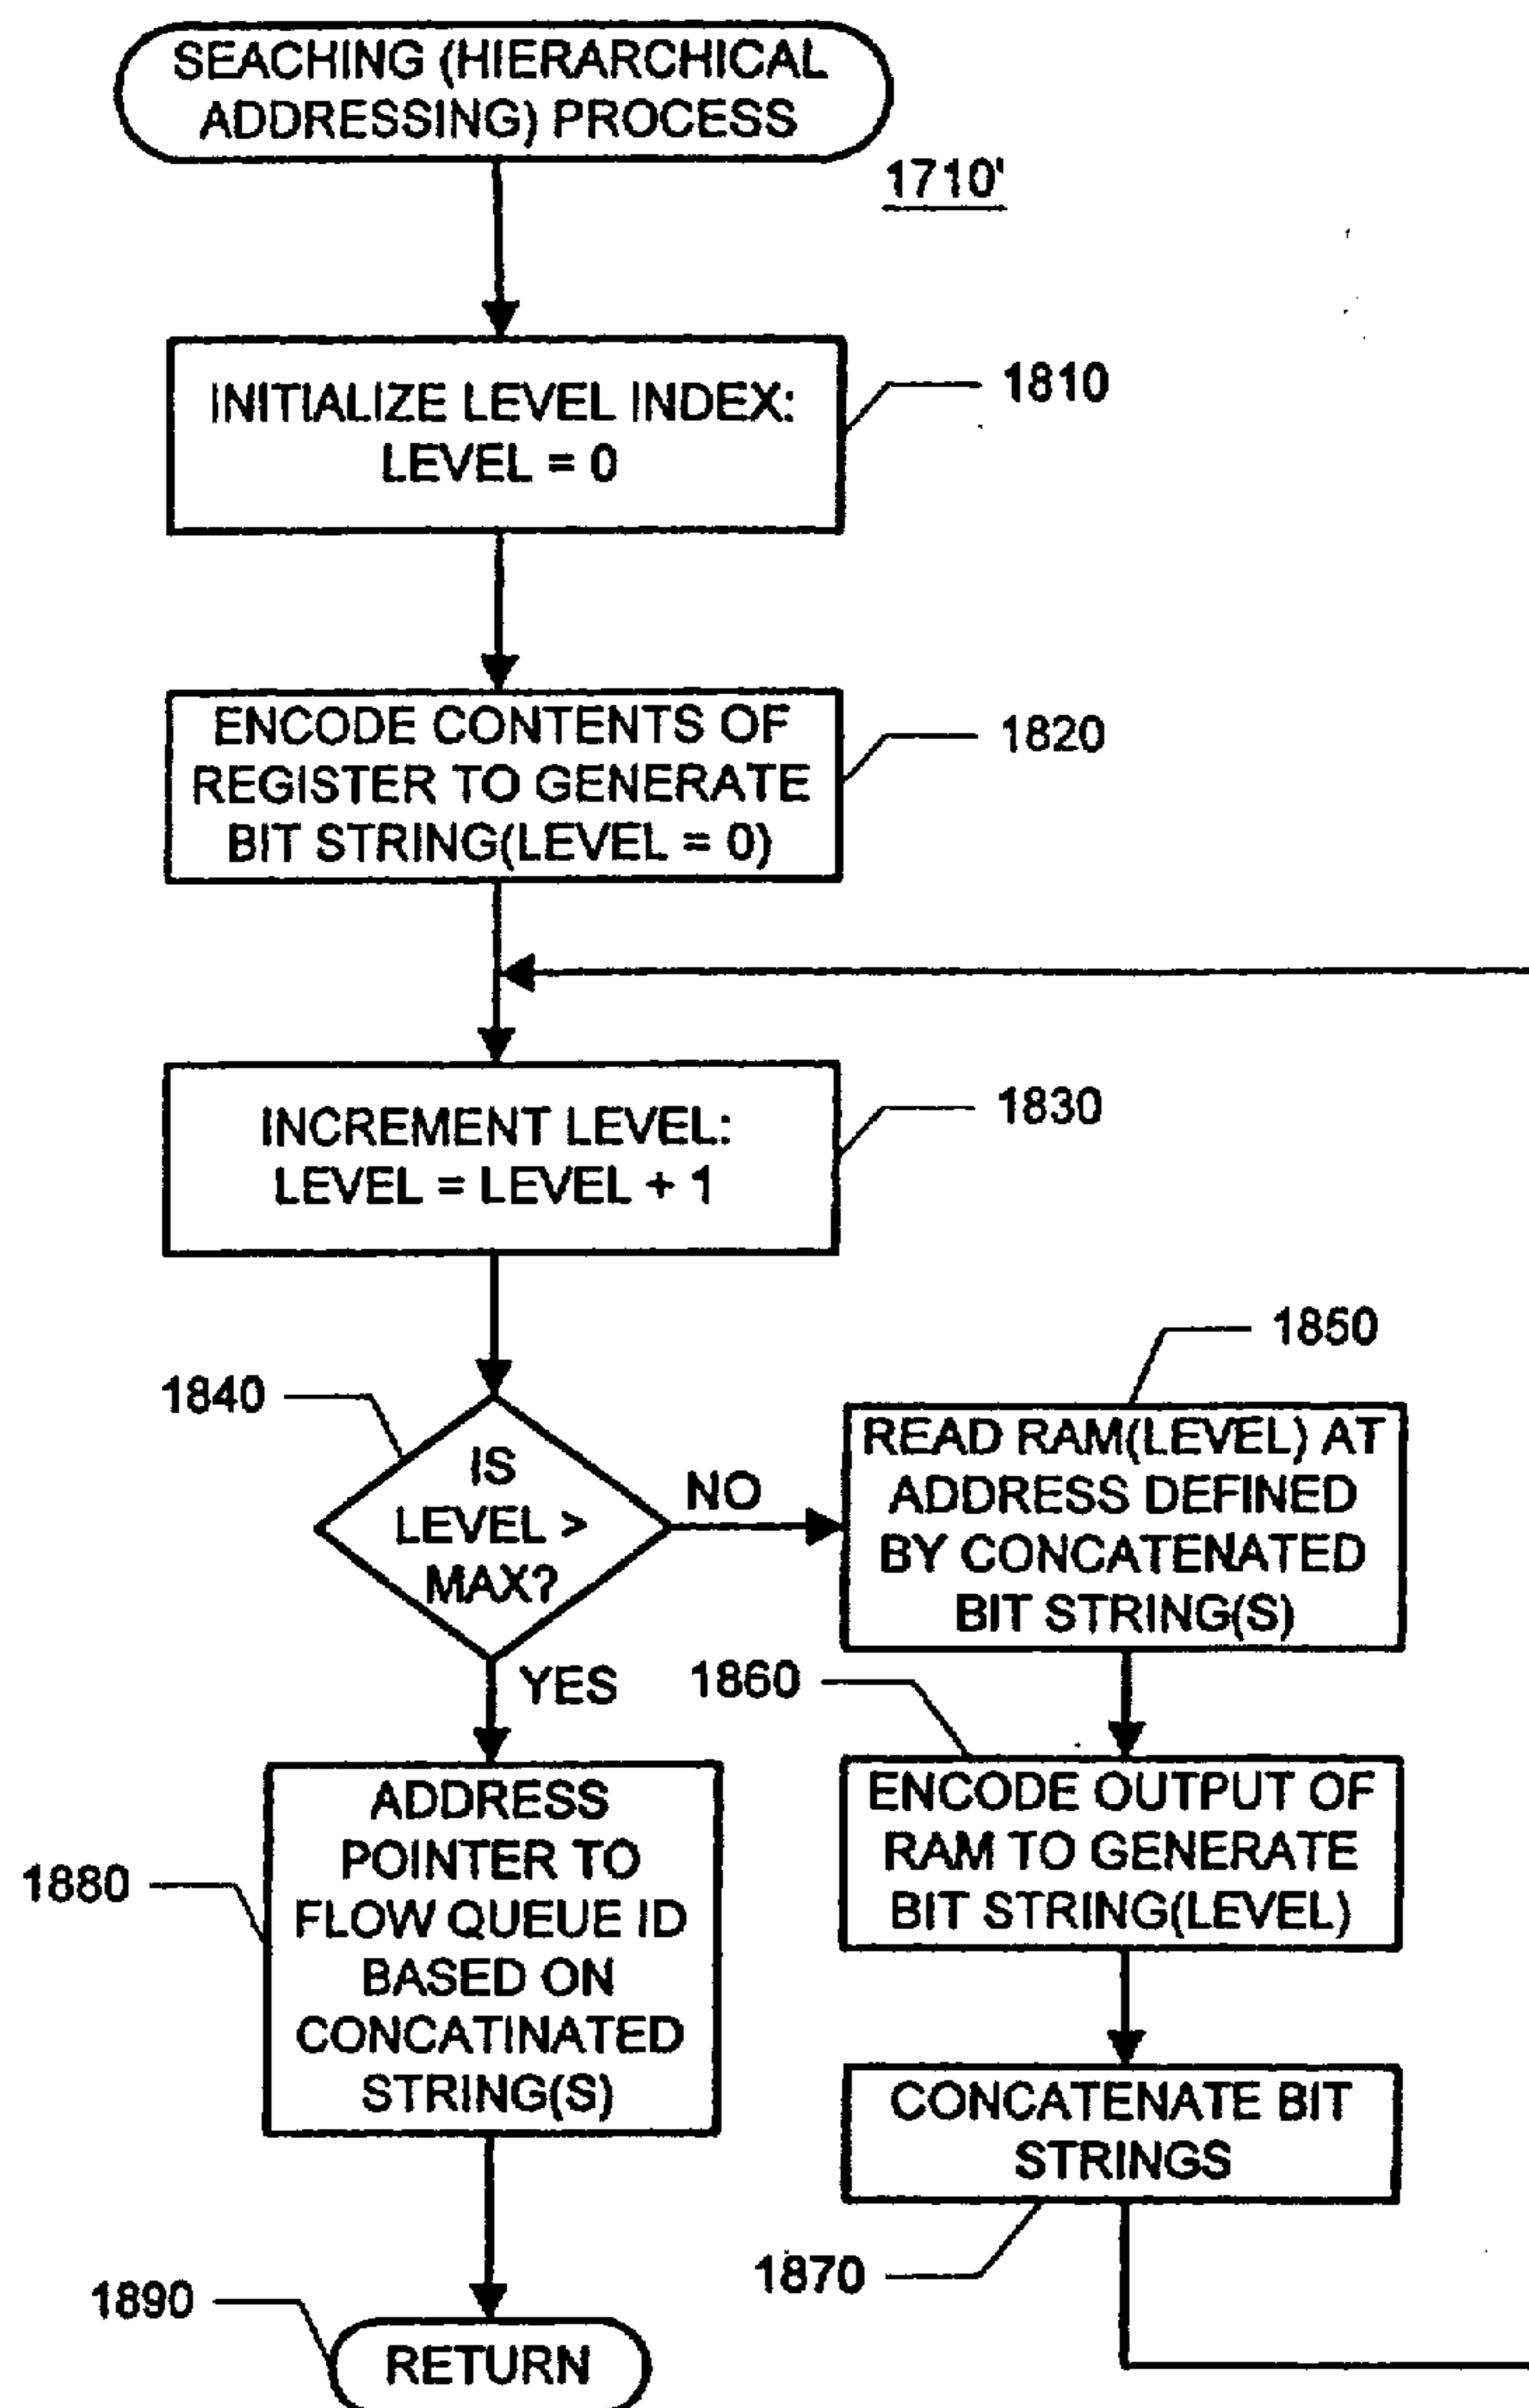 SEACHING (HIERARCHICAL
ADDRESSING) PROCESS
1710'
INITIALIZE LEVEL INDEX:
LEVEL = 0
1810
ENCODE CONTENTS OF
REGISTER TO GENERATE
BIT STRING(LEVEL = 0)
1820
INCREMENT LEVEL:
LEVEL = LEVEL + 1
1830
1840
IS
LEVEL >
MAX?
NO
YES
1850
READ RAM(LEVEL) AT
ADDRESS DEFINED
BY CONCATENATED
BIT STRING(S)
1860
ENCODE OUTPUT OF
RAM TO GENERATE
BIT STRING(LEVEL)
CONCATENATE BIT
STRINGS
1870
1880
ADDRESS
POINTER TO
FLOW QUEUE ID
BASED ON
CONCATINATED
STRING(S)
1890
RETURN